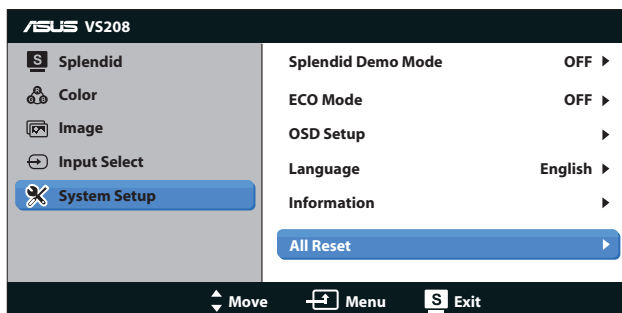 ASUS VS208
S Splendid
Color
Image
Input Select
System Setup
Splendid Demo Mode OFF
ECO Mode OFF
OSD Setup
Language English
Information
All Reset
Move Menu S Exit